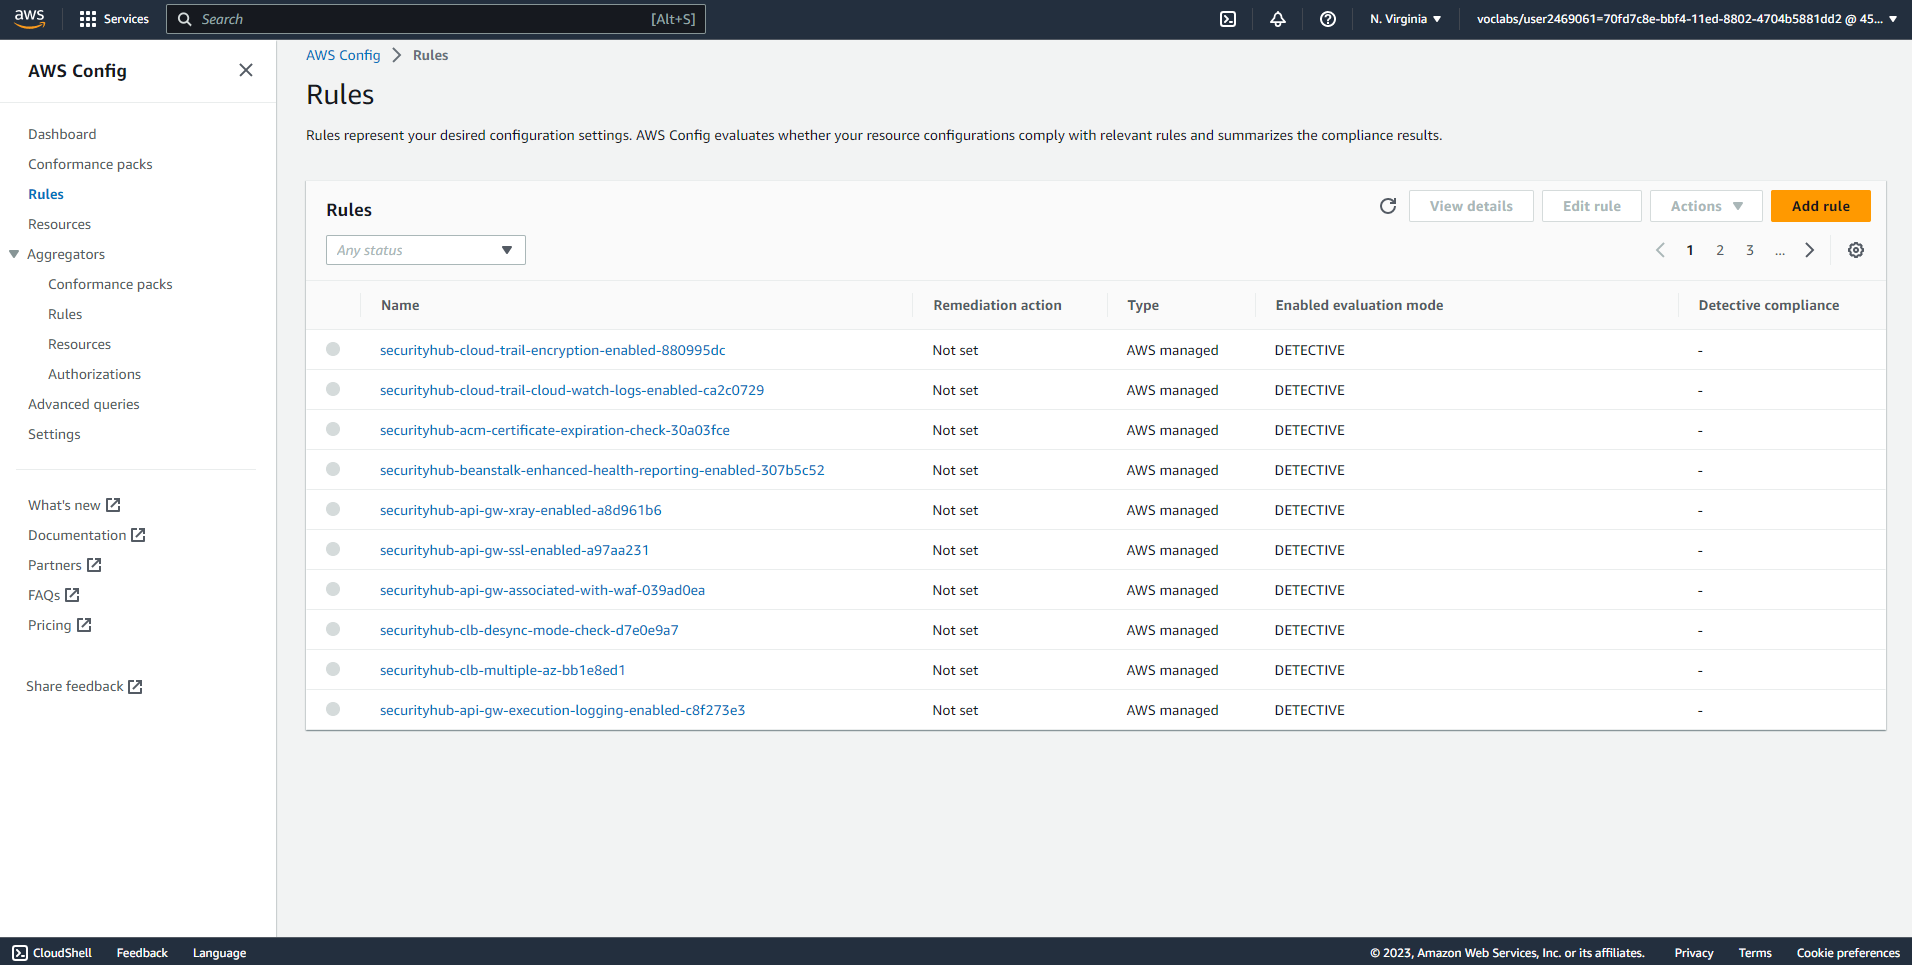 aws Services Search [Alt+S] N. Virginia voclabs/user2469061=70fd7c8e-bbf4-11ed-8802-4704b5881dd2 @ 45...
AWS Config
Dashboard
Conformance packs
Rules
Resources
Aggregators
Conformance packs
Rules
Resources
Authorizations
Advanced queries
Settings
What's new
Documentation
Partners
FAQs
Pricing
Share feedback
AWS Config > Rules
Rules
Rules represent your desired configuration settings. AWS Config evaluates whether your resource configurations comply with relevant rules and summarizes the compliance results.
Rules View details Edit rule Actions Add rule
Any status 1 2 3 ...
Name Remediation action Type Enabled evaluation mode Detective compliance
securityhub-cloud-trail-encryption-enabled-880995dc Not set AWS managed DETECTIVE -
securityhub-cloud-trail-cloud-watch-logs-enabled-ca2c0729 Not set AWS managed DETECTIVE -
securityhub-acm-certificate-expiration-check-30a03fce Not set AWS managed DETECTIVE -
securityhub-beanstalk-enhanced-health-reporting-enabled-307b5c52 Not set AWS managed DETECTIVE -
securityhub-api-gw-xray-enabled-a8d961b6 Not set AWS managed DETECTIVE -
securityhub-api-gw-ssl-enabled-a97aa231 Not set AWS managed DETECTIVE -
securityhub-api-gw-associated-with-waf-039ad0ea Not set AWS managed DETECTIVE -
securityhub-clb-desync-mode-check-d7e0e9a7 Not set AWS managed DETECTIVE -
securityhub-clb-multiple-az-bb1e8ed1 Not set AWS managed DETECTIVE -
securityhub-api-gw-execution-logging-enabled-c8f273e3 Not set AWS managed DETECTIVE -
CloudShell Feedback Language © 2023, Amazon Web Services, Inc. or its affiliates. Privacy Terms Cookie preferences